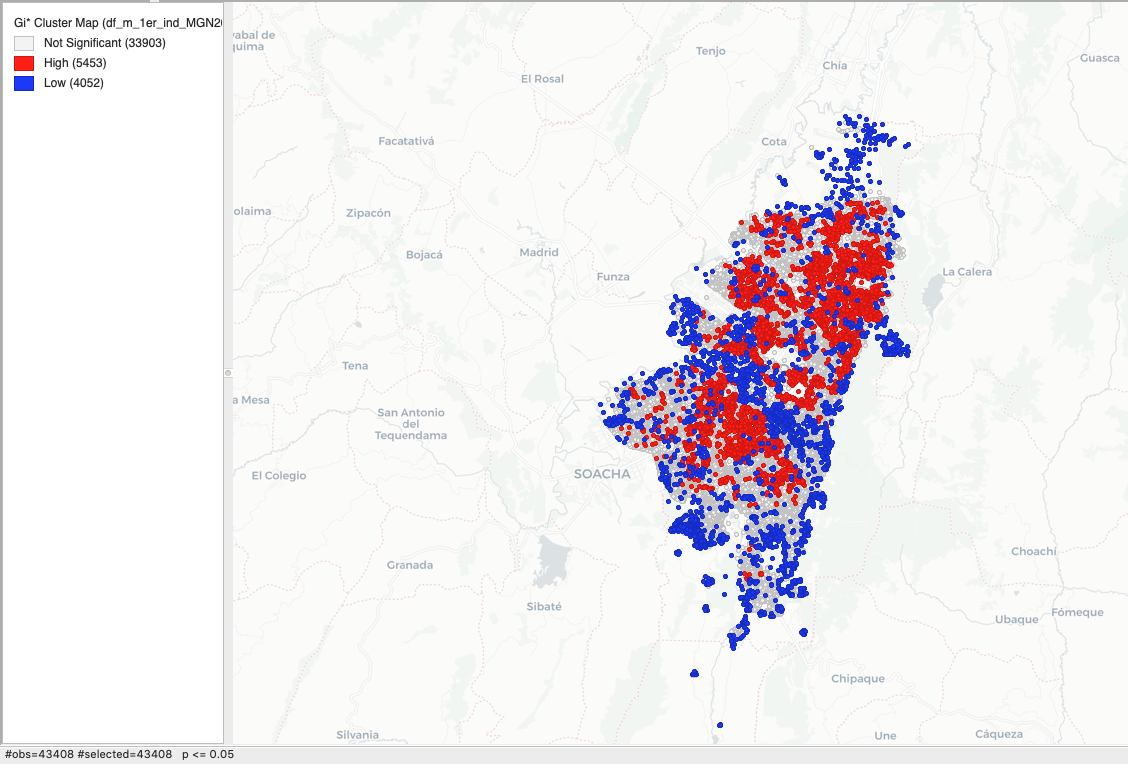 Gi* Cluster Map (df_m_1er_ind_MGN2
Not Significant (33903)
High (5453)
Low (4052)
Tenjo
Chía
Guasca
El Rosal
Facatativá
Cota
olaima
Zipacón
Bojacá
Madrid
Funza
La Calera
Tena
a Mesa
San Antonio
del
Tequendama
El Colegio
SOACHA
Granada
Choachí
Sibaté
Ubaque
Fómeque
Chipaque
Silvania
Une
Cáqueza
#obs=43408 #selected=43408 p <= 0.05